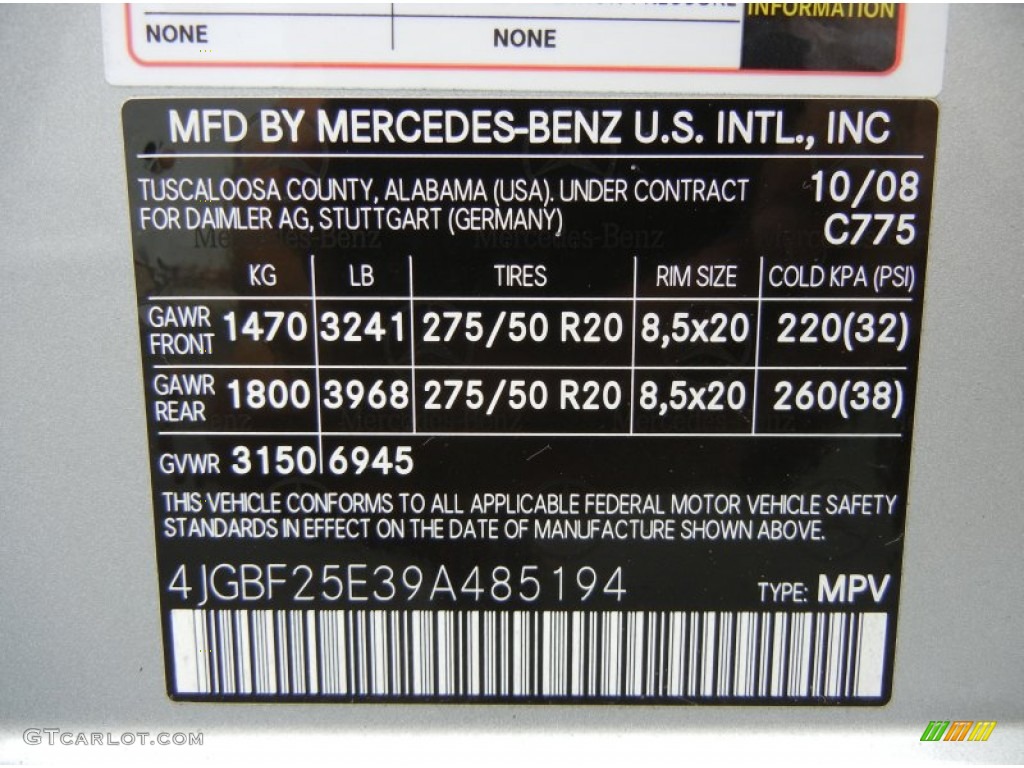 NONE NONE INFORMATION
MFD BY MERCEDES-BENZ U.S. INTL., INC
TUSCALOOSA COUNTY, ALABAMA (USA). UNDER CONTRACT 10/08
FOR DAIMLER AG, STUTTGART (GERMANY) C775
KG LB TIRES RIM SIZE COLD KPA (PSI)
GAWR FRONT 1470 3241 275/50 R20 8,5x20 220(32)
GAWR REAR 1800 3968 275/50 R20 8,5x20 260(38)
GVWR 3150 6945
THIS VEHICLE CONFORMS TO ALL APPLICABLE FEDERAL MOTOR VEHICLE SAFETY
STANDARDS IN EFFECT ON THE DATE OF MANUFACTURE SHOWN ABOVE.
4JGBF25E39A485194 TYPE: MPV
GTCarlot.com